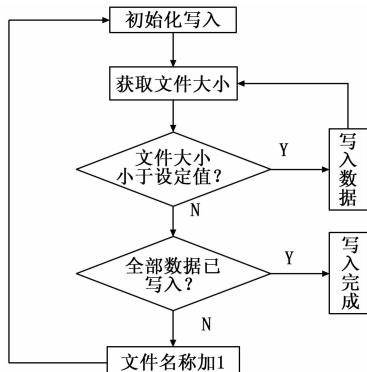 初始化写入
获取文件大小
文件大小
小于设定值？
Y
写入数据
N
全部数据已
写入？
Y
写入完成
N
文件名称加1